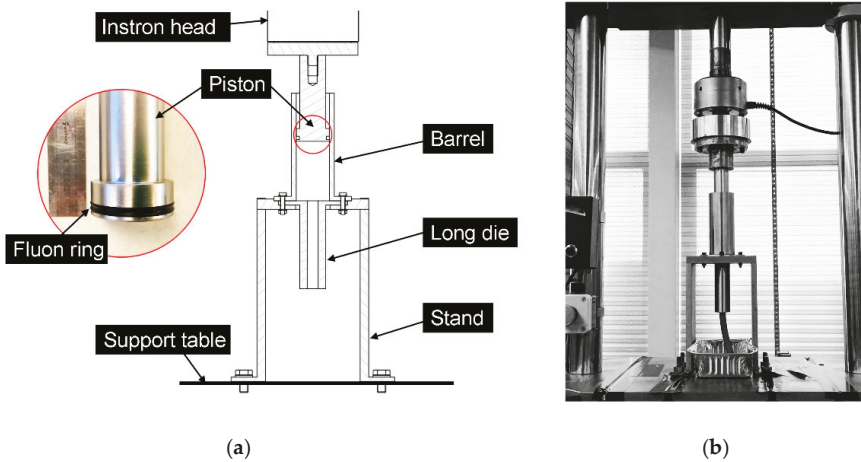 Instron head
Piston
Barrel
Fluon ring
Long die
Stand
Support table
(a)
(b)